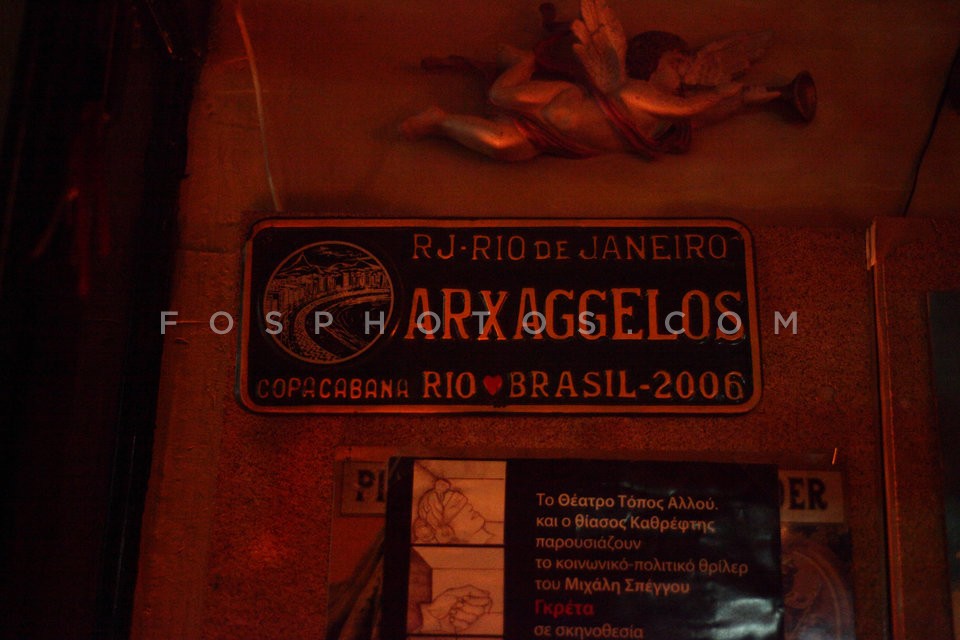 RJ-RIO DE JANEIRO
ARXAGGELOS
FOSPHOTOS.COM
COPACABANA RIO ♥ BRASIL-2006
Το Θέατρο Τόπος Αλλού.
και ο θίασος Καθρέφτης
παρουσιάζουν
το κοινωνικό-πολιτικό θρίλερ
του Μιχάλη Σπέγγου
Γκρέτα
σε σκηνοθεσία